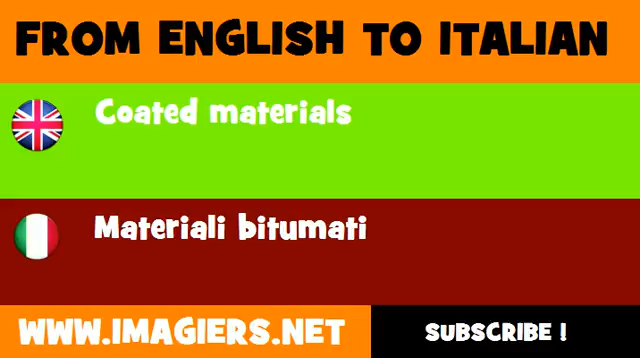 FROM ENGLISH TO ITALIAN
Coated materials
Materiali bitumati
WWW.IMAGIERS.NET
SUBSCRIBE !